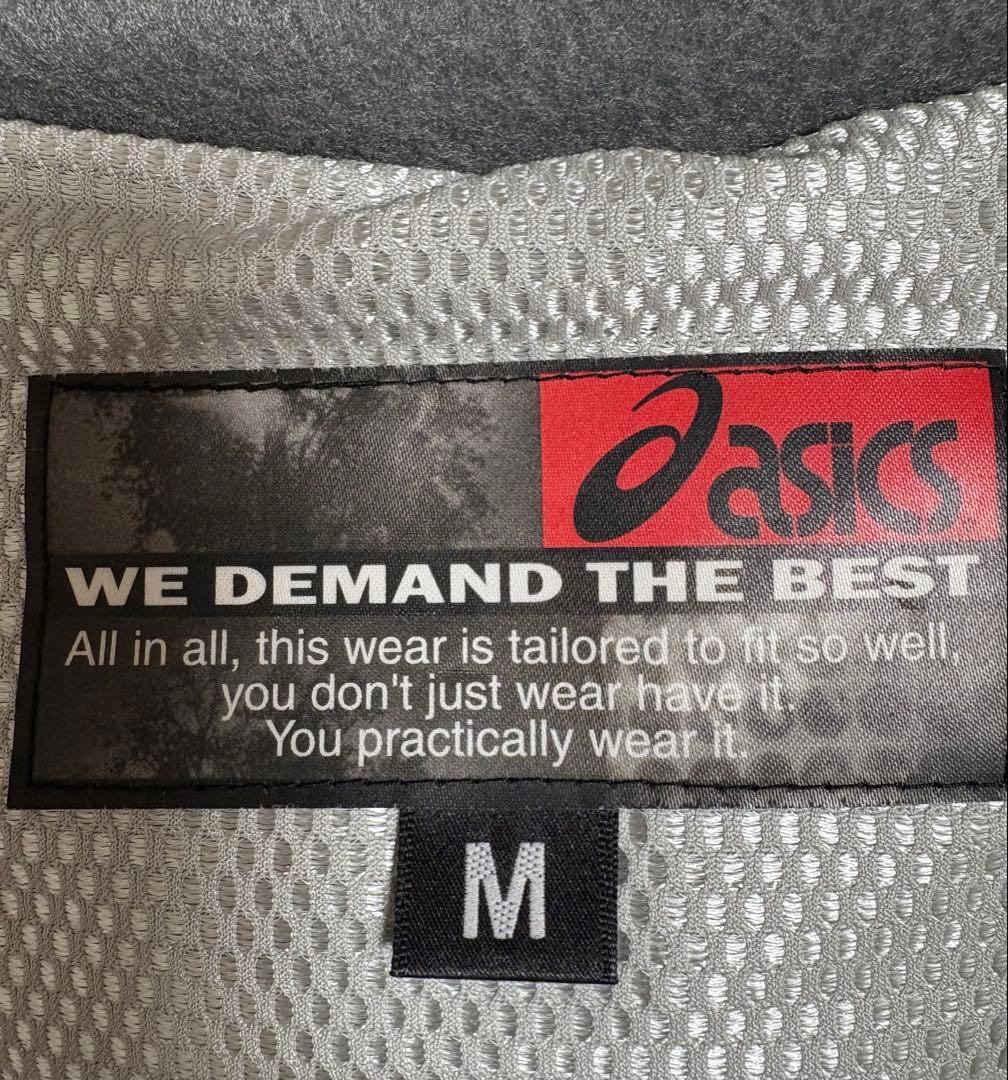 asics
WE DEMAND THE BEST
All in all, this wear is tailored to fit so well,
you don't just wear have it.
You practically wear it.
M